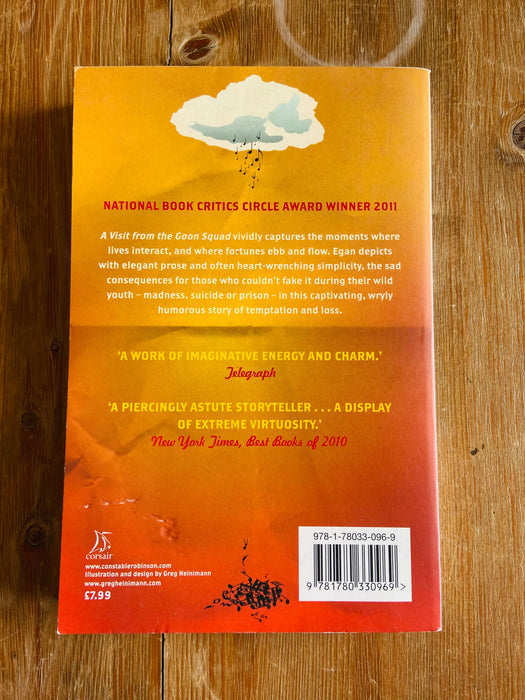 NATIONAL BOOK CRITICS CIRCLE AWARD WINNER 2011
A Visit from the Goon Squad vividly captures the moments where
lives interact, and where fortunes ebb and flow. Egan depicts
with elegant prose and often heart-wrenching simplicity, the sad
consequences for those who couldn't fake it during their wild
youth – madness, suicide or prison – in this captivating, wryly
humorous story of temptation and loss.
'A WORK OF IMAGINATIVE ENERGY AND CHARM.'
Telegraph
'A PIERCINGLY ASTUTE STORYTELLER . . . A DISPLAY
OF EXTREME VIRTUOSITY.'
New York Times, Best Books of 2010
corsair
www.constablerobinson.com
Illustration and design by Greg Heinimann
www.gregheinimann.com
£7.99
978-1-78033-096-9
9 781780 330969 >